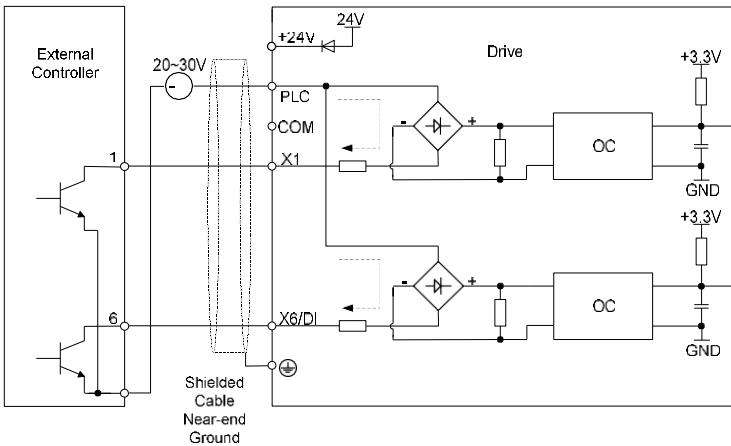 External
Controller
20~30V
-
24V
+24V
Drive
+3.3V
PLC
COM
- +
OC
1
X1
GND
+3.3V
- +
OC
6
X6/DI
GND
Shielded
Cable
Near-end
Ground